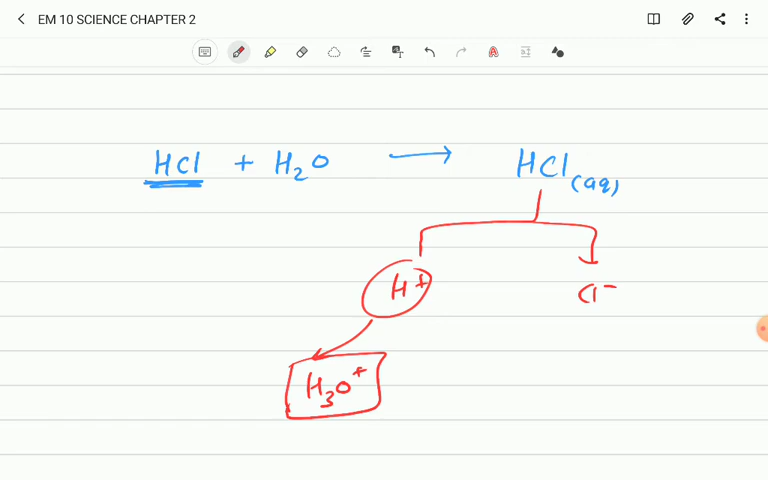 EM 10 SCIENCE CHAPTER 2
HCl + H₂O ⟶ HCl(aq)
H⁺ Cl⁻
H₃O⁺